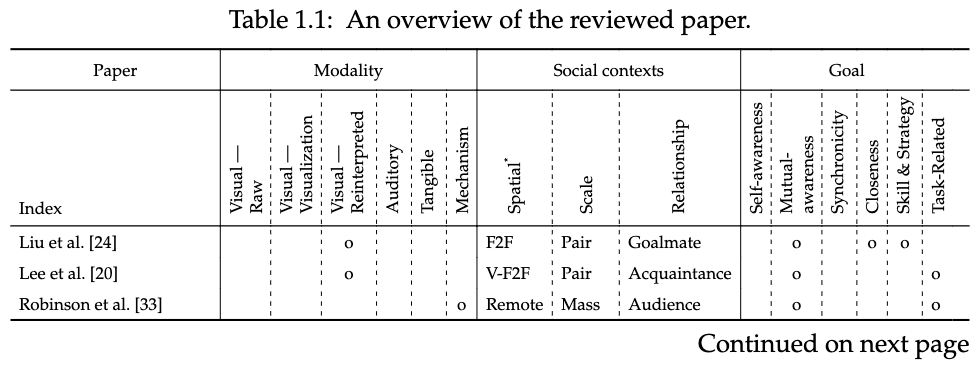 Table 1.1: An overview of the reviewed paper.
Paper Modality Social contexts Goal
Index Visual — Raw Visual — Visualization Visual — Reinterpreted Auditory Tangible Mechanism Spatial* Scale Relationship Self-awareness Mutual-awareness Synchronicity Closeness Skill & Strategy Task-Related
Liu et al. [24] o F2F Pair Goalmate o o o
Lee et al. [20] o V-F2F Pair Acquaintance o o
Robinson et al. [33] o Remote Mass Audience o o
Continued on next page